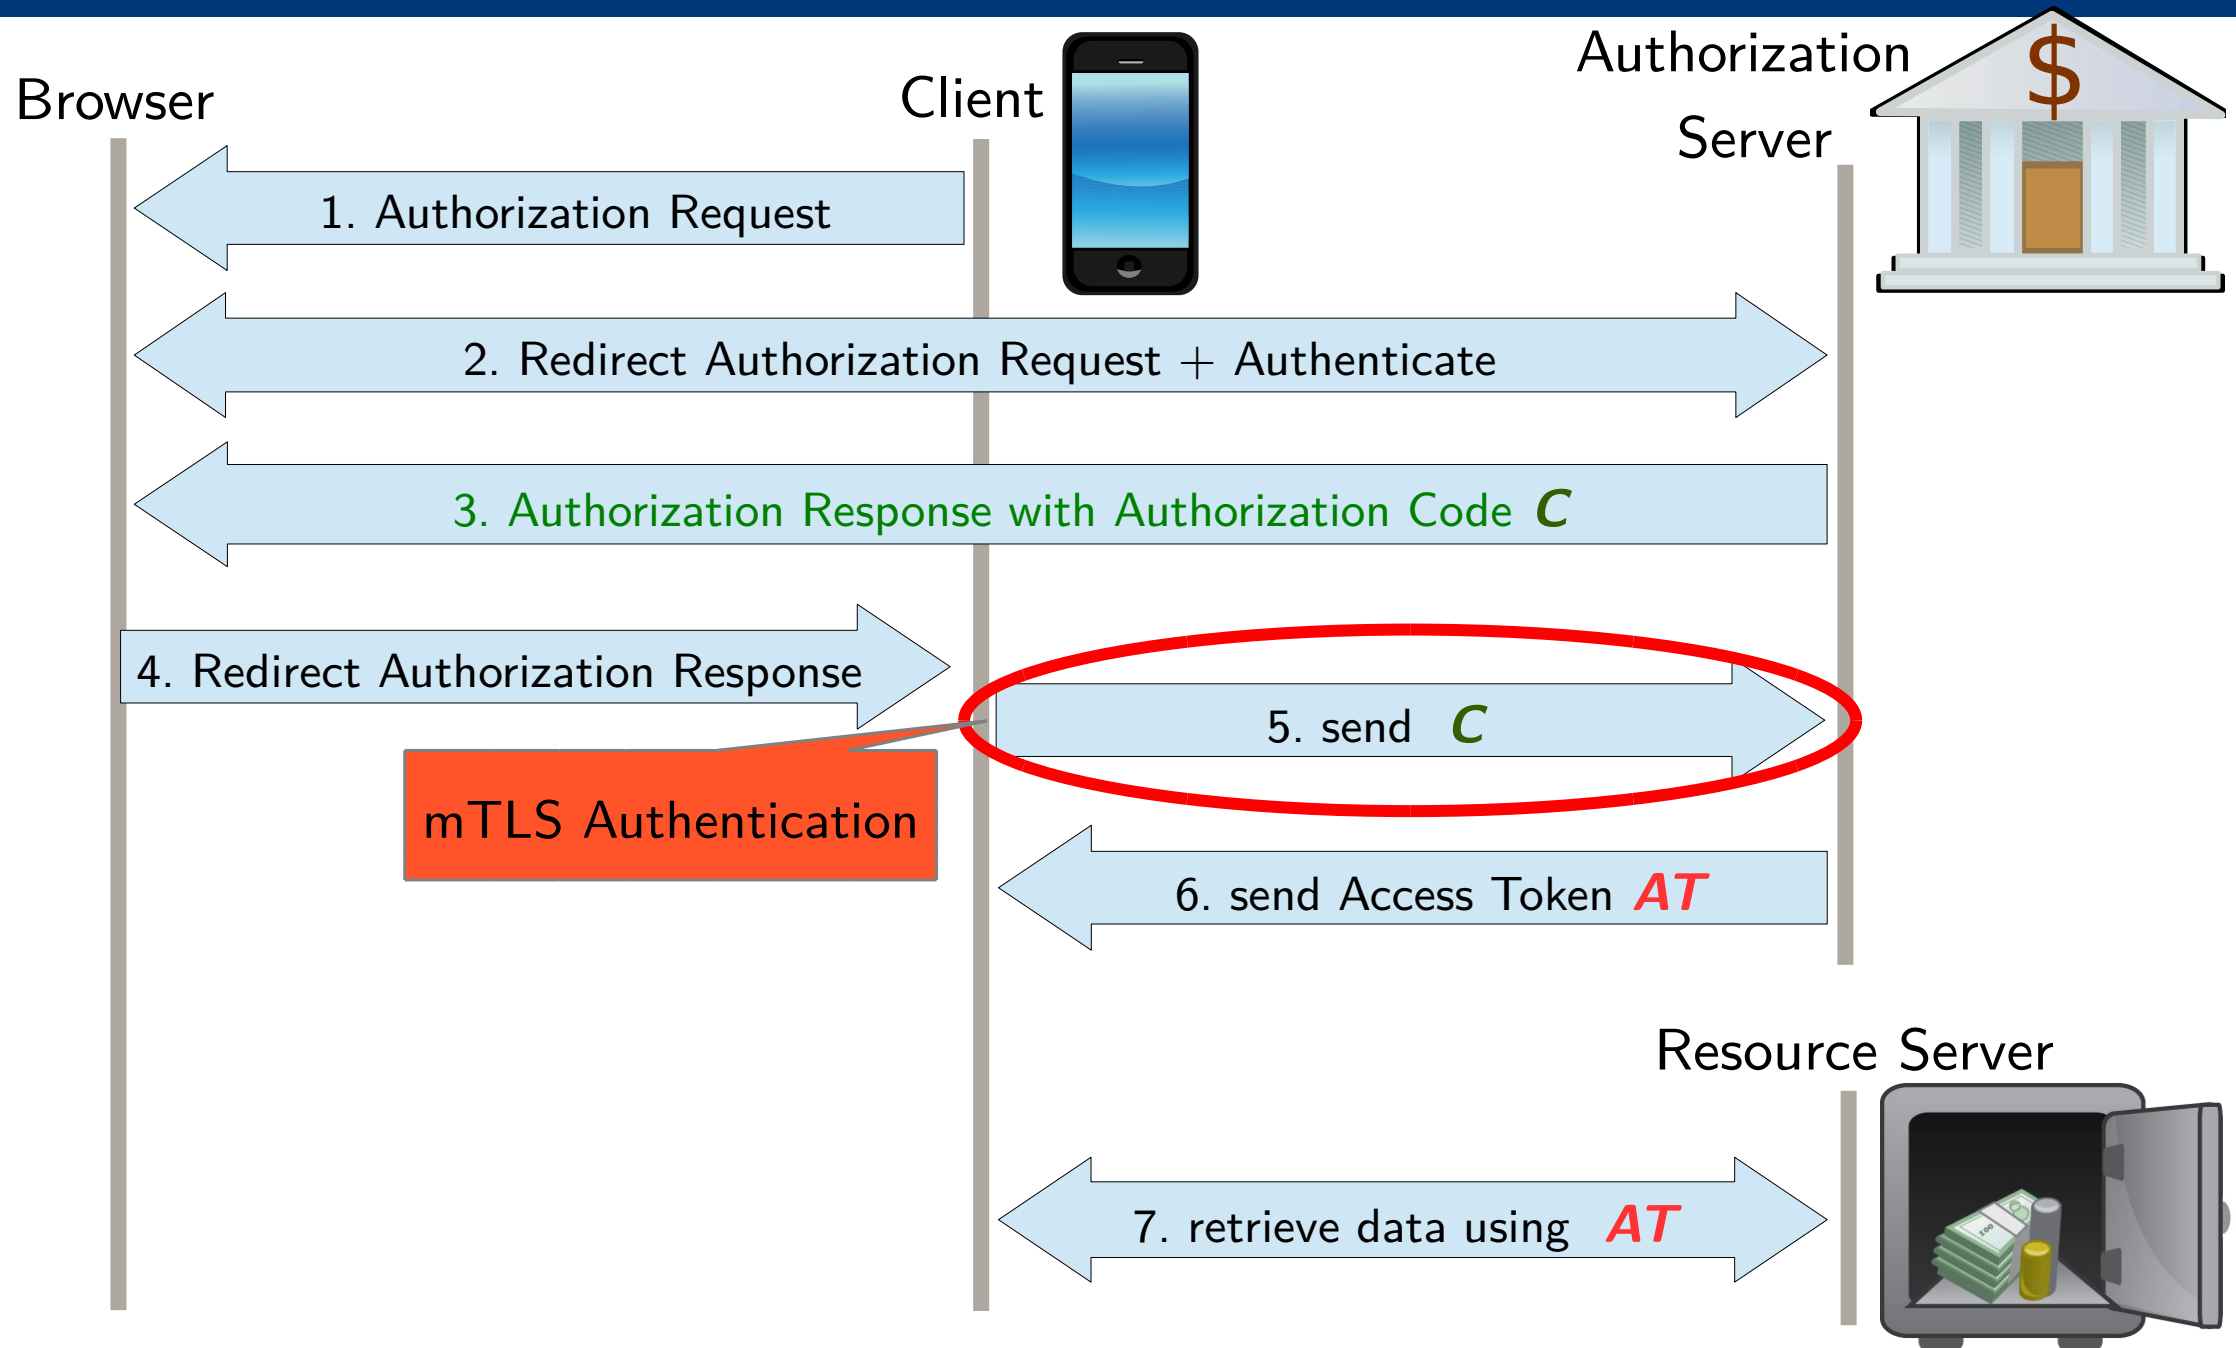 Browser
Client
Authorization
Server
$
1. Authorization Request
2. Redirect Authorization Request + Authenticate
3. Authorization Response with Authorization Code C
4. Redirect Authorization Response
5. send C
mTLS Authentication
6. send Access Token AT
Resource Server
7. retrieve data using AT
100